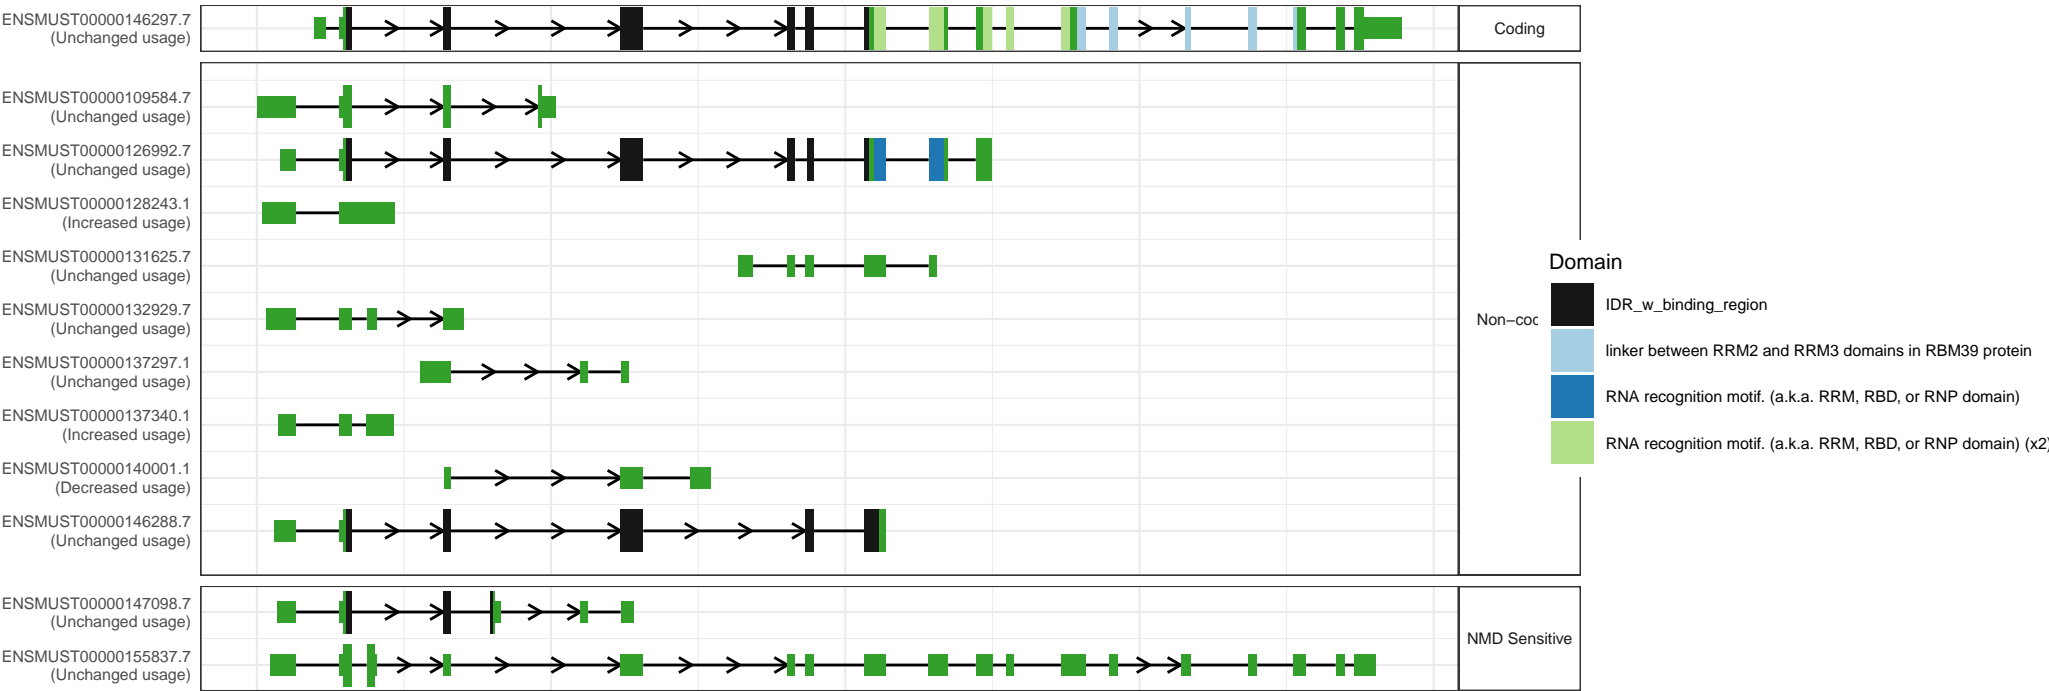 ENSMUST00000146297.7
(Unchanged usage)
Coding
ENSMUST00000109584.7
(Unchanged usage)
ENSMUST00000126992.7
(Unchanged usage)
ENSMUST00000128243.1
(Increased usage)
ENSMUST00000131625.7
(Unchanged usage)
ENSMUST00000132929.7
(Unchanged usage)
ENSMUST00000137297.1
(Unchanged usage)
ENSMUST00000137340.1
(Increased usage)
ENSMUST00000140001.1
(Decreased usage)
ENSMUST00000146288.7
(Unchanged usage)
Non−coc
ENSMUST00000147098.7
(Unchanged usage)
ENSMUST00000155837.7
(Unchanged usage)
NMD Sensitive
Domain
IDR_w_binding_region
linker between RRM2 and RRM3 domains in RBM39 protein
RNA recognition motif. (a.k.a. RRM, RBD, or RNP domain)
RNA recognition motif. (a.k.a. RRM, RBD, or RNP domain) (x2)